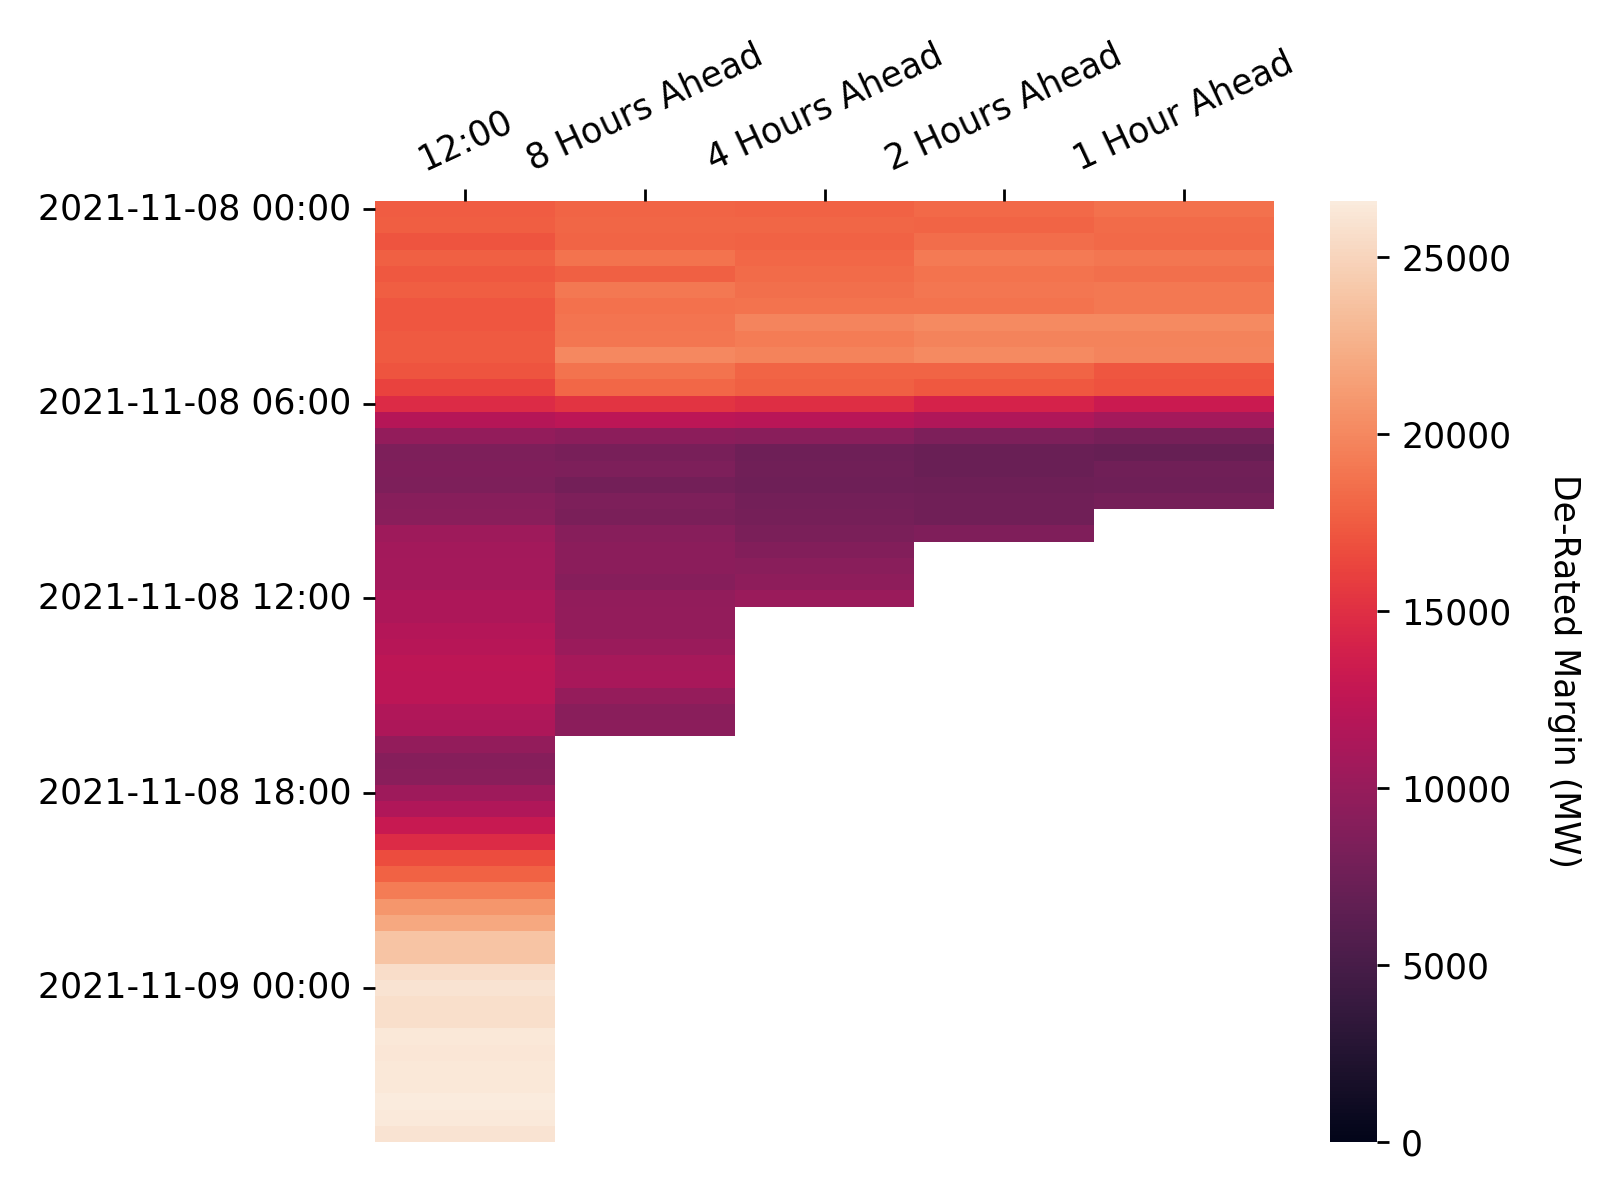 12:00
8 Hours Ahead
4 Hours Ahead
2 Hours Ahead
1 Hour Ahead
2021-11-08 00:00
2021-11-08 06:00
2021-11-08 12:00
2021-11-08 18:00
2021-11-09 00:00
25000
20000
15000
10000
5000
0
De-Rated Margin (MW)